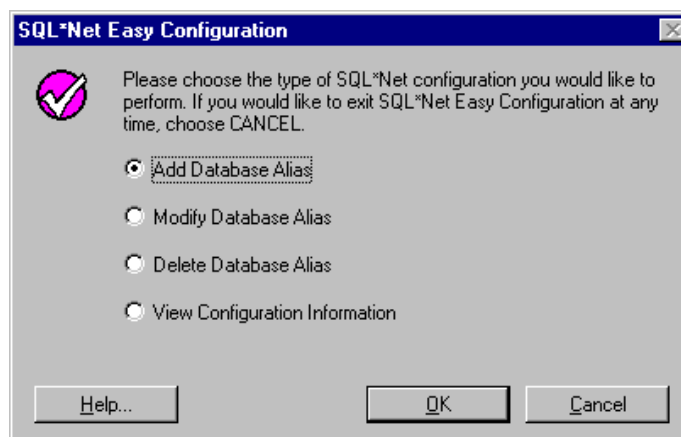 SQL*Net Easy Configuration
Please choose the type of SQL*Net configuration you would like to
perform. If you would like to exit SQL*Net Easy Configuration at any
time, choose CANCEL.
Add Database Alias
Modify Database Alias
Delete Database Alias
View Configuration Information
Help...
OK
Cancel